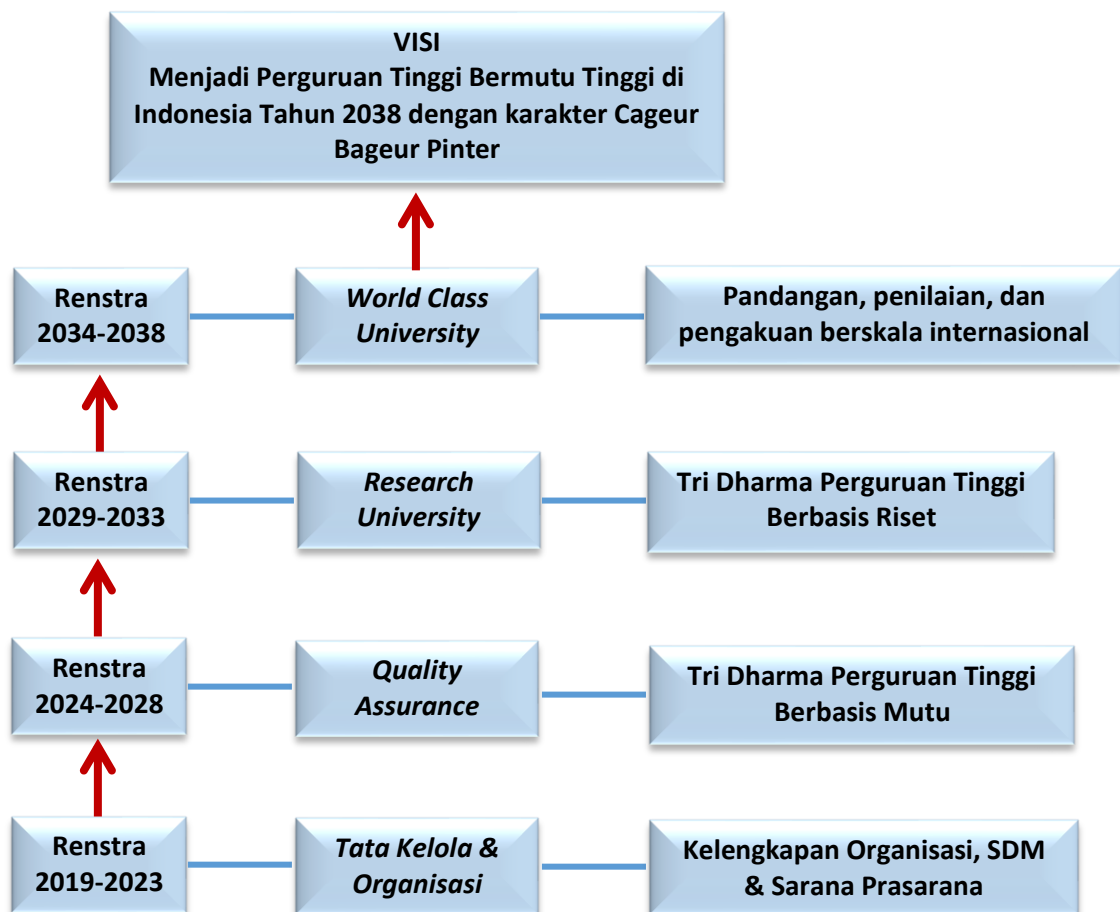 VISI
Menjadi Perguruan Tinggi Bermutu Tinggi di
Indonesia Tahun 2038 dengan karakter Cageur
Bageur Pinter
Renstra
2034-2038
World Class
University
Pandangan, penilaian, dan
pengakuan berskala internasional
Renstra
2029-2033
Research
University
Tri Dharma Perguruan Tinggi
Berbasis Riset
Renstra
2024-2028
Quality
Assurance
Tri Dharma Perguruan Tinggi
Berbasis Mutu
Renstra
2019-2023
Tata Kelola &
Organisasi
Kelengkapan Organisasi, SDM
& Sarana Prasarana